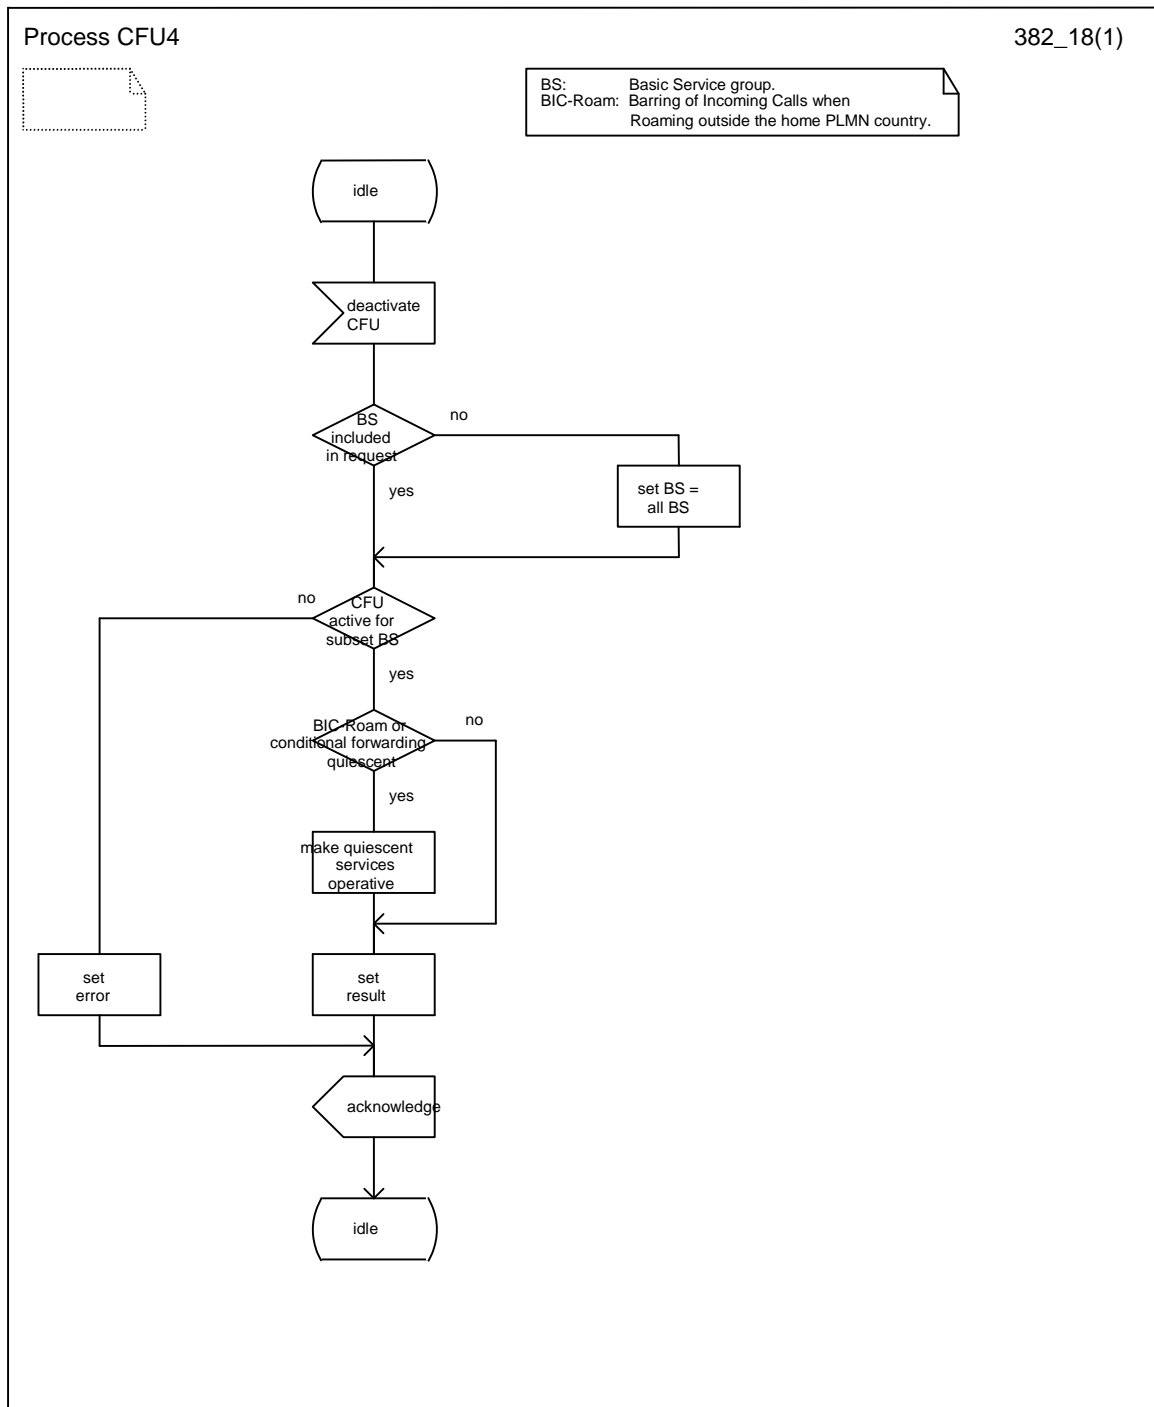 Process CFU4
382_18(1)
BS: Basic Service group.
BIC-Roam: Barring of Incoming Calls when
Roaming outside the home PLMN country.
idle
deactivate
CFU
BS
included
in request
no
yes
set BS =
all BS
no
CFU
active for
subset BS
yes
BIC-Roam or
conditional forwarding
quiescent
no
yes
make quiescent
services
operative
set
error
set
result
acknowledge
idle